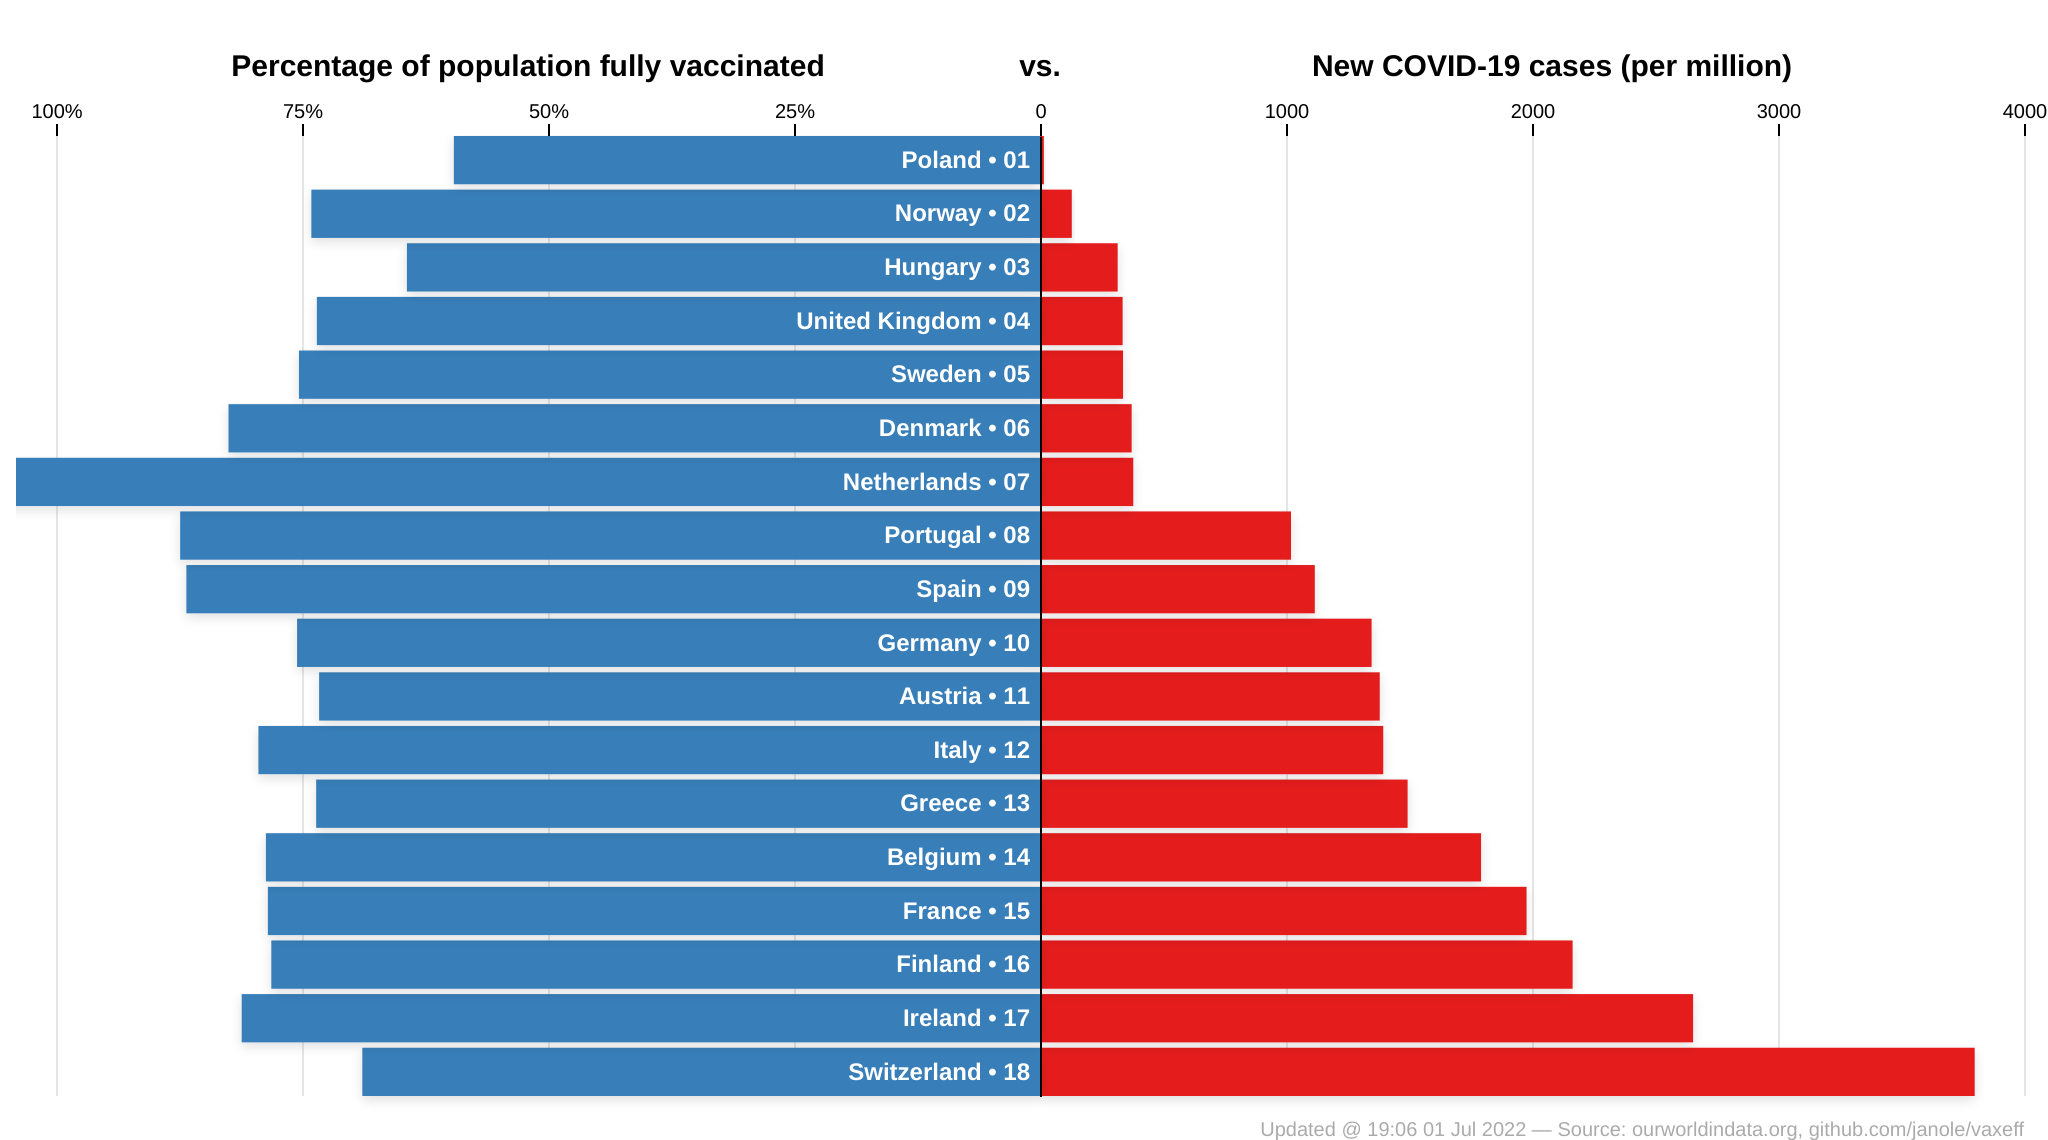 Percentage of population fully vaccinated vs. New COVID-19 cases (per million)
100% 75% 50% 25% 0 1000 2000 3000 4000
Poland • 01
Norway • 02
Hungary • 03
United Kingdom • 04
Sweden • 05
Denmark • 06
Netherlands • 07
Portugal • 08
Spain • 09
Germany • 10
Austria • 11
Italy • 12
Greece • 13
Belgium • 14
France • 15
Finland • 16
Ireland • 17
Switzerland • 18
Updated @ 19:06 01 Jul 2022 — Source: ourworldindata.org, github.com/janole/vaxeff